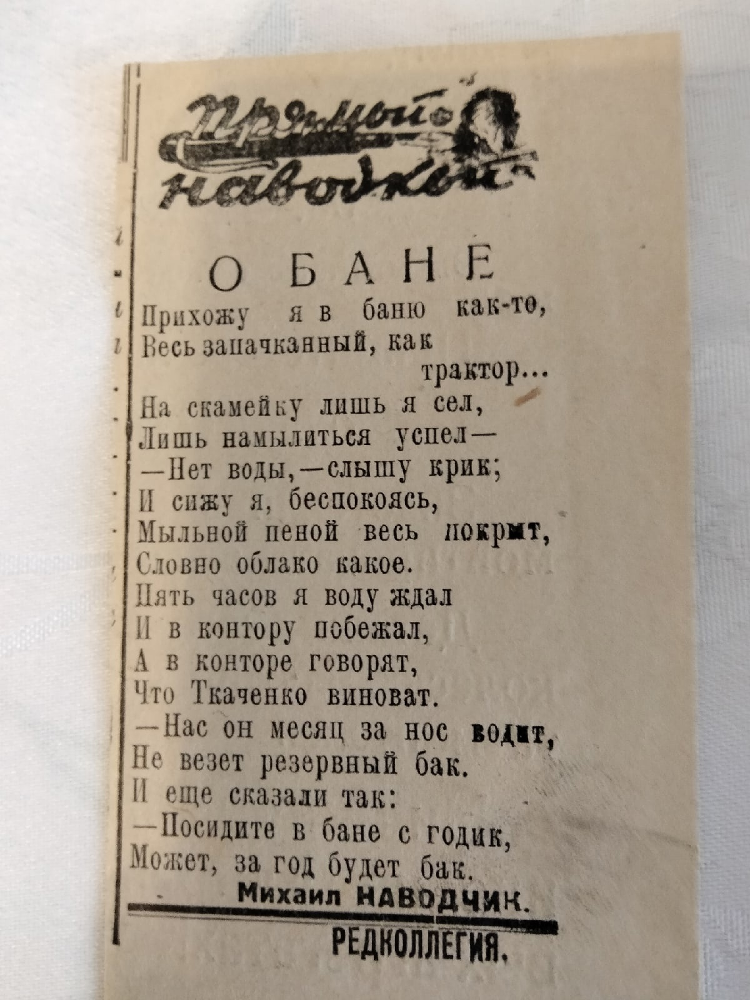 Прямой
наводкой
О БАНЕ
Прихожу я в баню как-то,
Весь запачканный, как
трактор...
На скамейку лишь я сел,
Лишь намылиться успел—
—Нет воды,—слышу крик;
И сижу я, беспокоясь,
Мыльной пеной весь покрыт,
Словно облако какое.
Пять часов я воду ждал
И в контору побежал,
А в конторе говорят,
Что Ткаченко виноват.
—Нас он месяц за нос водит,
Не везет резервный бак.
И еще сказали так:
—Посидите в бане с годик,
Может, за год будет бак.
Михаил НАВОДЧИК.
РЕДКОЛЛЕГИЯ.